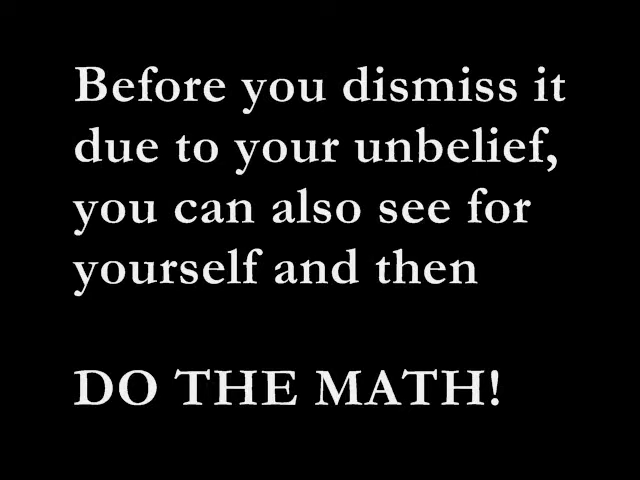 Before you dismiss it
due to your unbelief,
you can also see for
yourself and then
DO THE MATH!